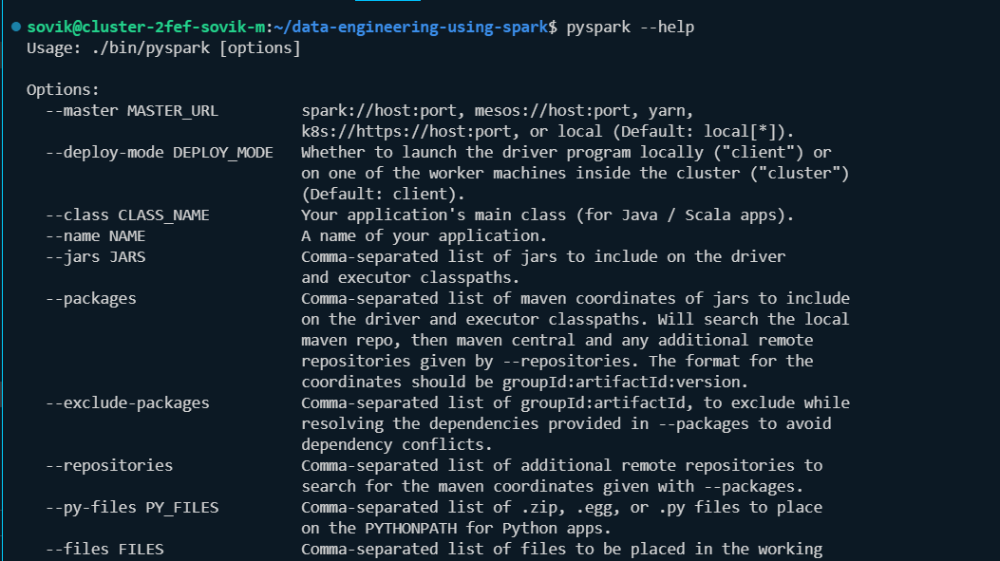 sovik@cluster-2fef-sovik-m:~/data-engineering-using-spark$ pyspark --help
Usage: ./bin/pyspark [options]
Options:
--master MASTER_URL spark://host:port, mesos://host:port, yarn,
k8s://https://host:port, or local (Default: local[*]).
--deploy-mode DEPLOY_MODE Whether to launch the driver program locally ("client") or
on one of the worker machines inside the cluster ("cluster")
(Default: client).
--class CLASS_NAME Your application's main class (for Java / Scala apps).
--name NAME A name of your application.
--jars JARS Comma-separated list of jars to include on the driver
and executor classpaths.
--packages Comma-separated list of maven coordinates of jars to include
on the driver and executor classpaths. Will search the local
maven repo, then maven central and any additional remote
repositories given by --repositories. The format for the
coordinates should be groupId:artifactId:version.
--exclude-packages Comma-separated list of groupId:artifactId, to exclude while
resolving the dependencies provided in --packages to avoid
dependency conflicts.
--repositories Comma-separated list of additional remote repositories to
search for the maven coordinates given with --packages.
--py-files PY_FILES Comma-separated list of .zip, .egg, or .py files to place
on the PYTHONPATH for Python apps.
--files FILES Comma-separated list of files to be placed in the working